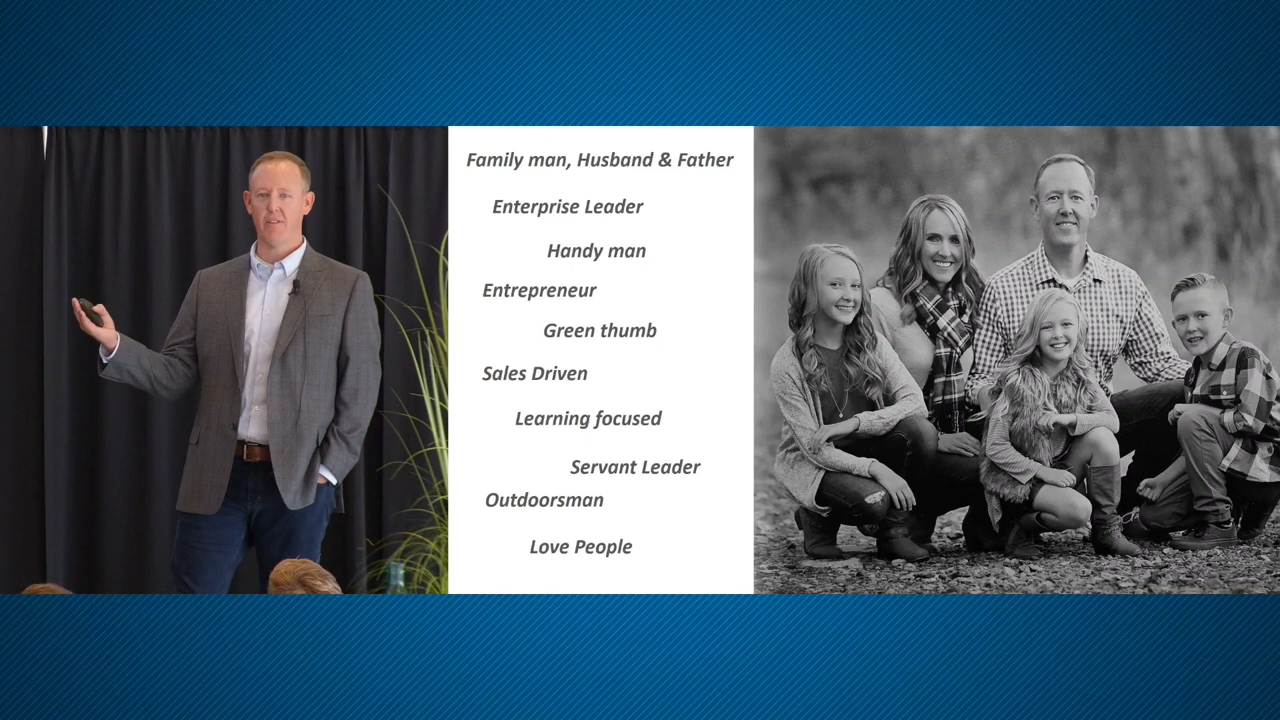 Family man, Husband & Father
Enterprise Leader
Handy man
Entrepreneur
Green thumb
Sales Driven
Learning focused
Servant Leader
Outdoorsman
Love People